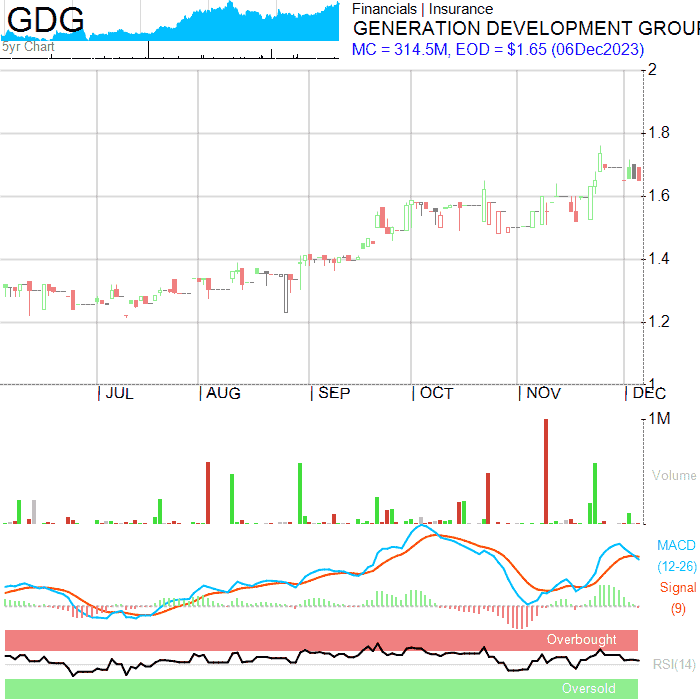 GDG
5yr Chart
Financials | Insurance
GENERATION DEVELOPMENT GROU
MC = 314.5M, EOD = $1.65 (06Dec2023)
2
1.8
1.6
1.4
1.2
1
JUL AUG SEP OCT NOV DEC
1M
Volume
MACD
(12-26)
Signal
(9)
Overbought
RSI(14)
Oversold